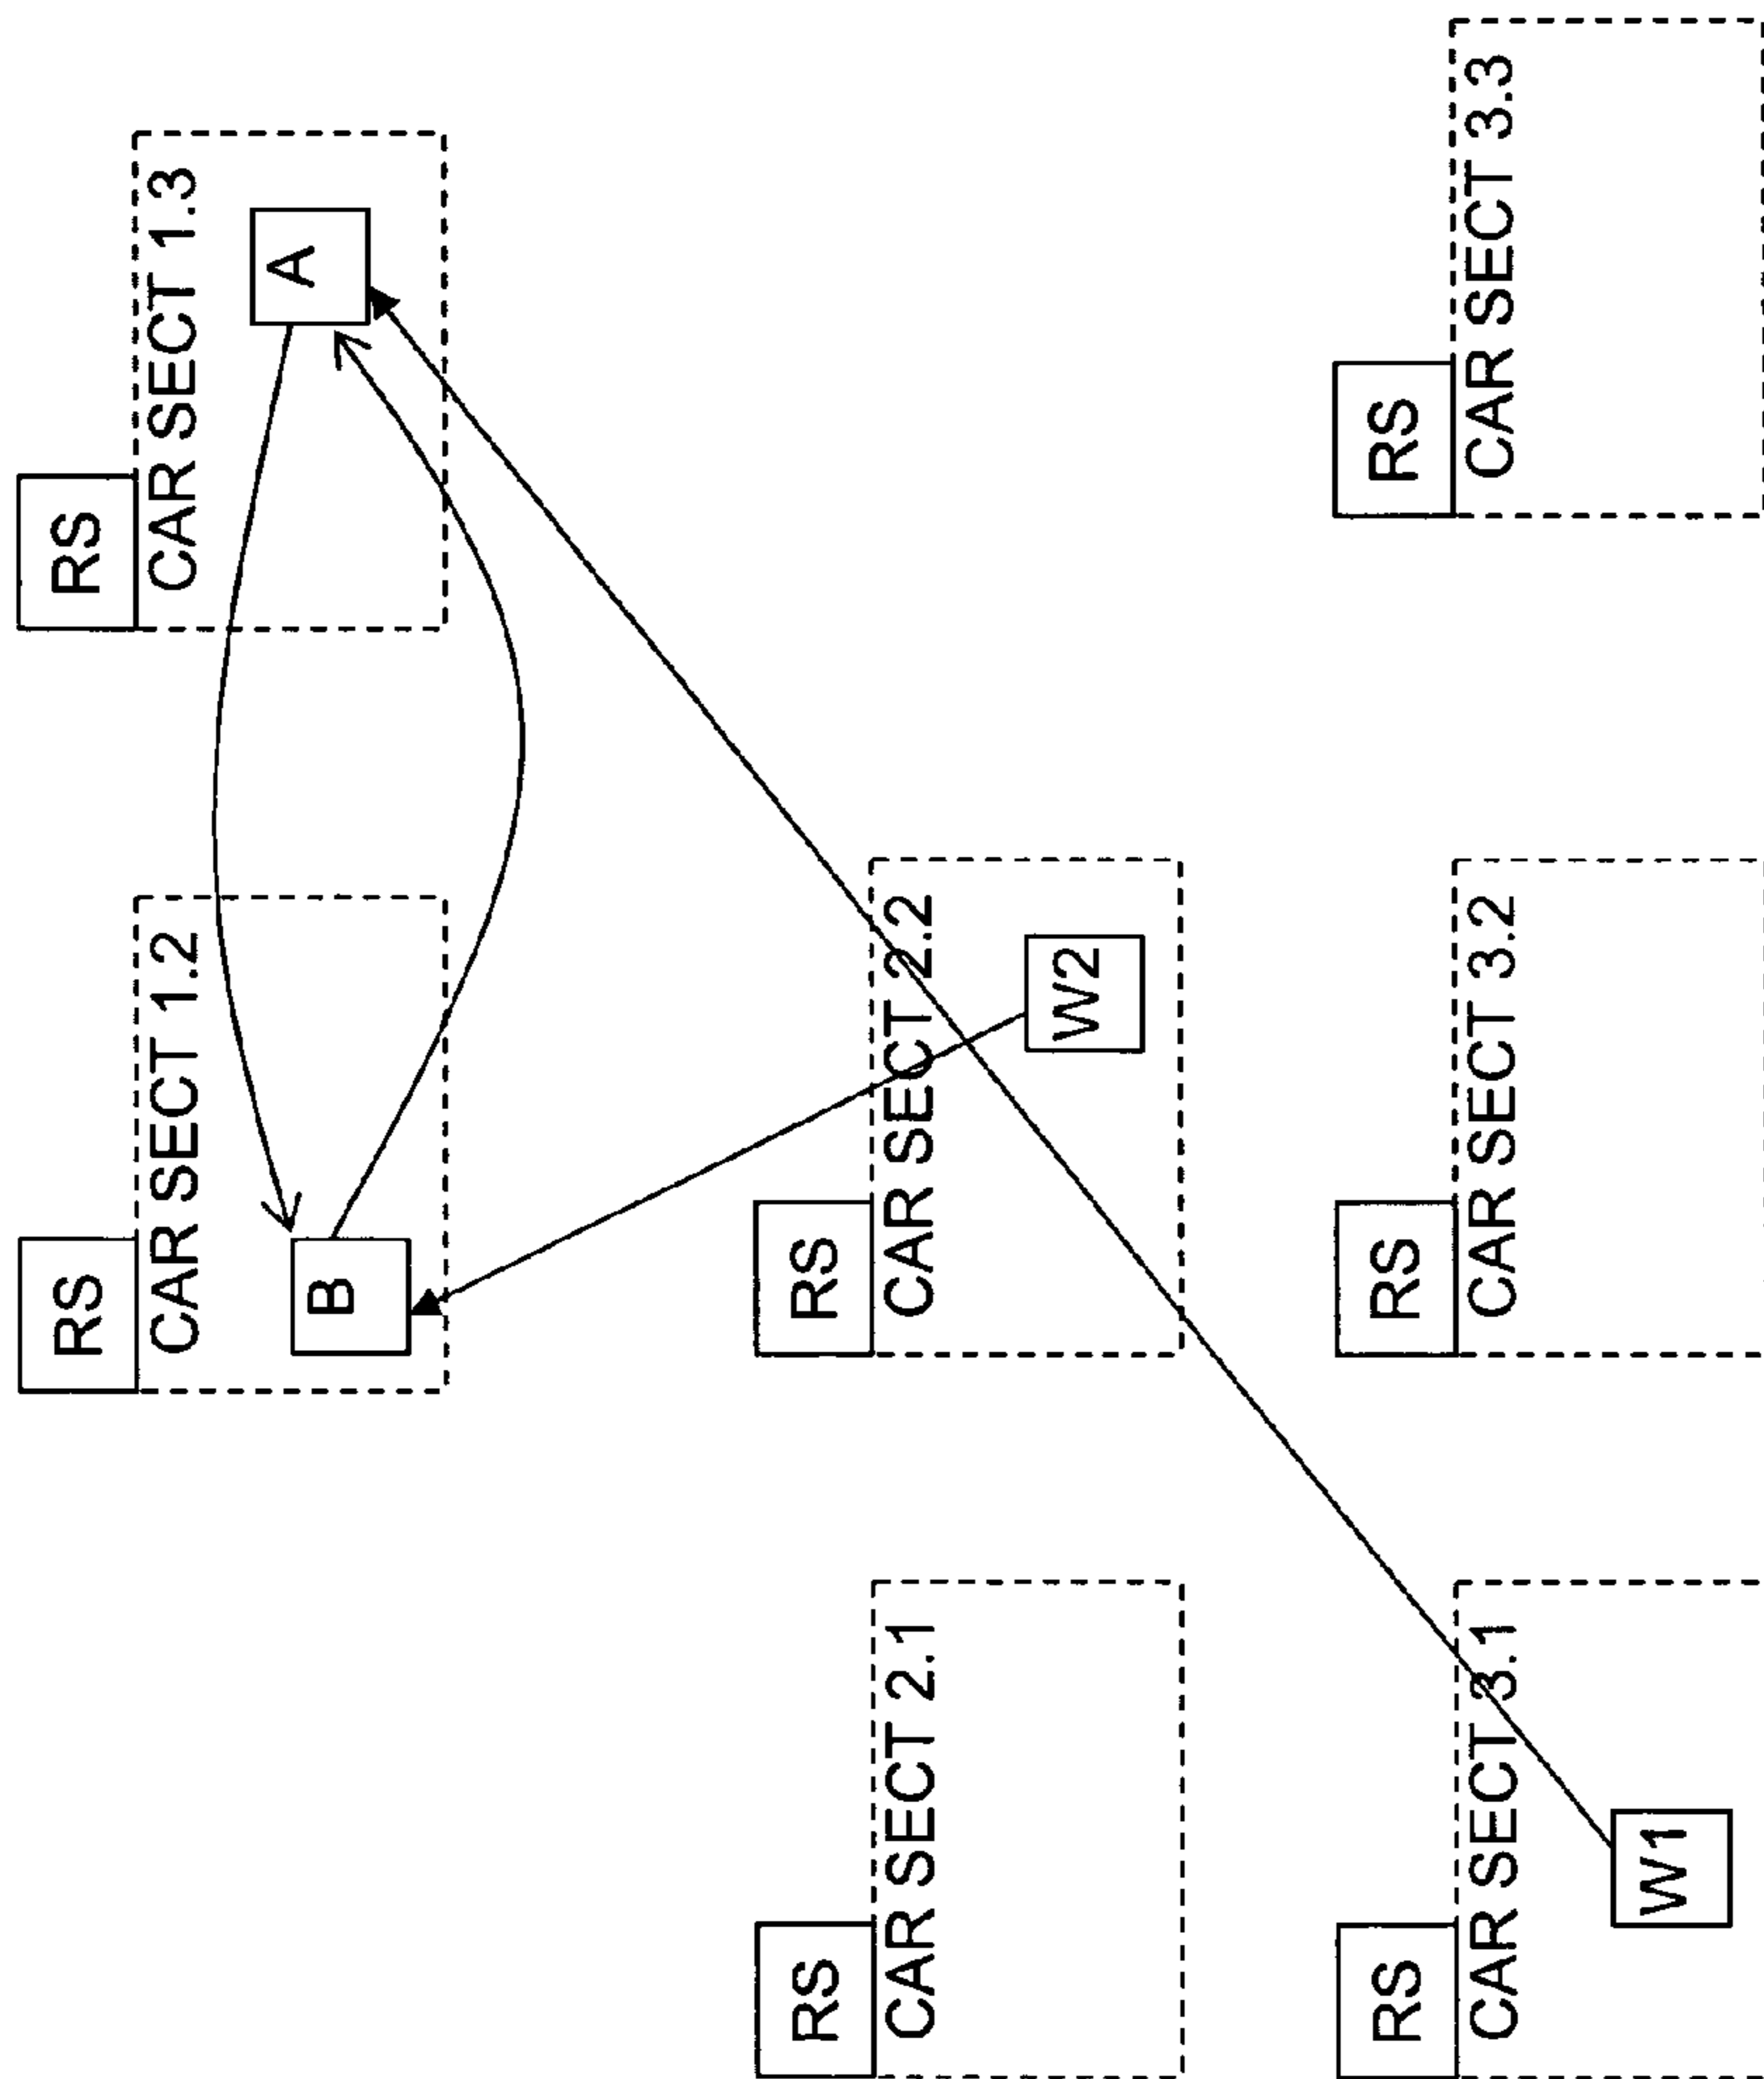 RS
CAR SECT 1.2
B
RS
CAR SECT 1.3
A
RS
CAR SECT 2.1
RS
CAR SECT 2.2
W2
RS
CAR SECT 3.1
W1
RS
CAR SECT 3.2
RS
CAR SECT 3.3